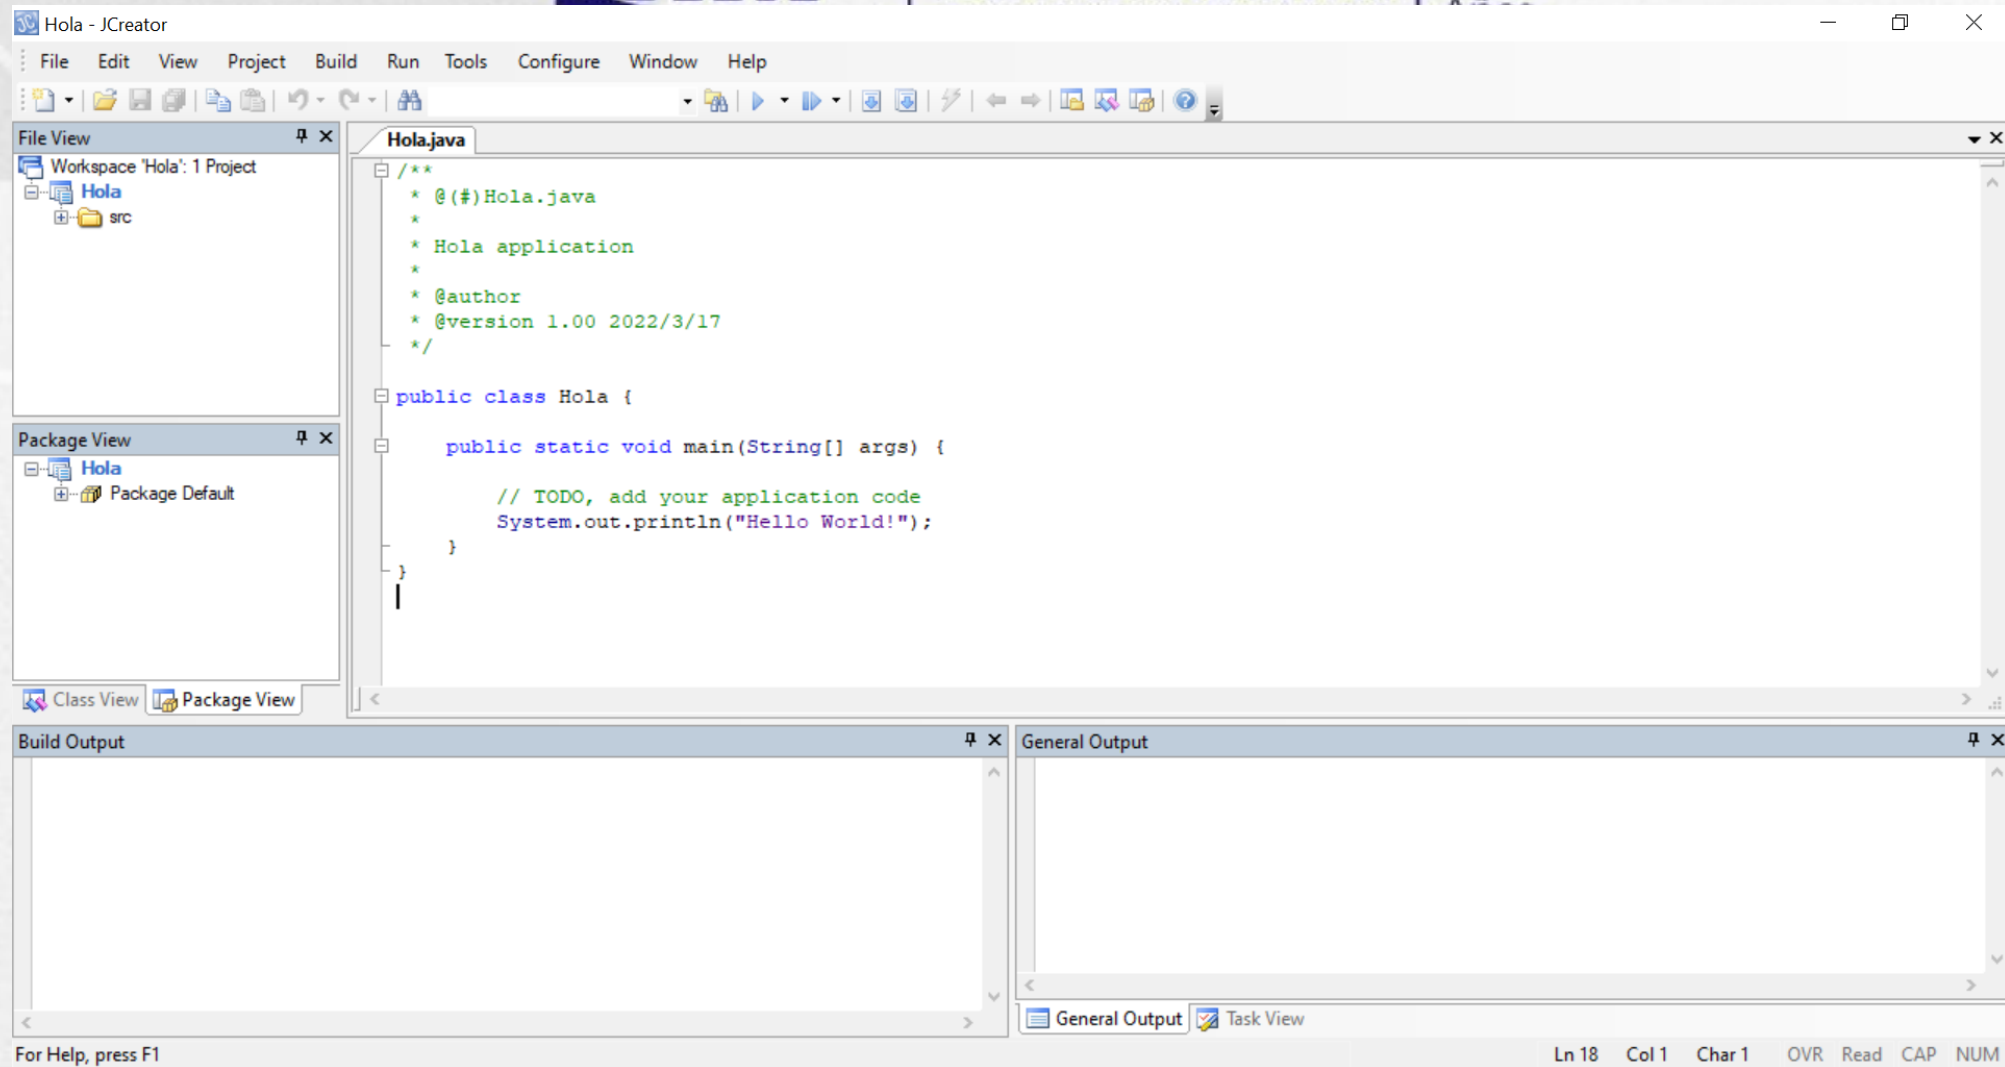 Hola - JCreator
File Edit View Project Build Run Tools Configure Window Help
File View
Workspace 'Hola': 1 Project
Hola
src
Package View
Hola
Package Default
Class View Package View
Hola.java
/**
 * @(#)Hola.java
 *
 * Hola application
 *
 * @author
 * @version 1.00 2022/3/17
 */
public class Hola {
public static void main(String[] args) {
// TODO, add your application code
System.out.println("Hello World!");
}
}
Build Output
General Output
General Output Task View
For Help, press F1
Ln 18 Col 1 Char 1 OVR Read CAP NUM